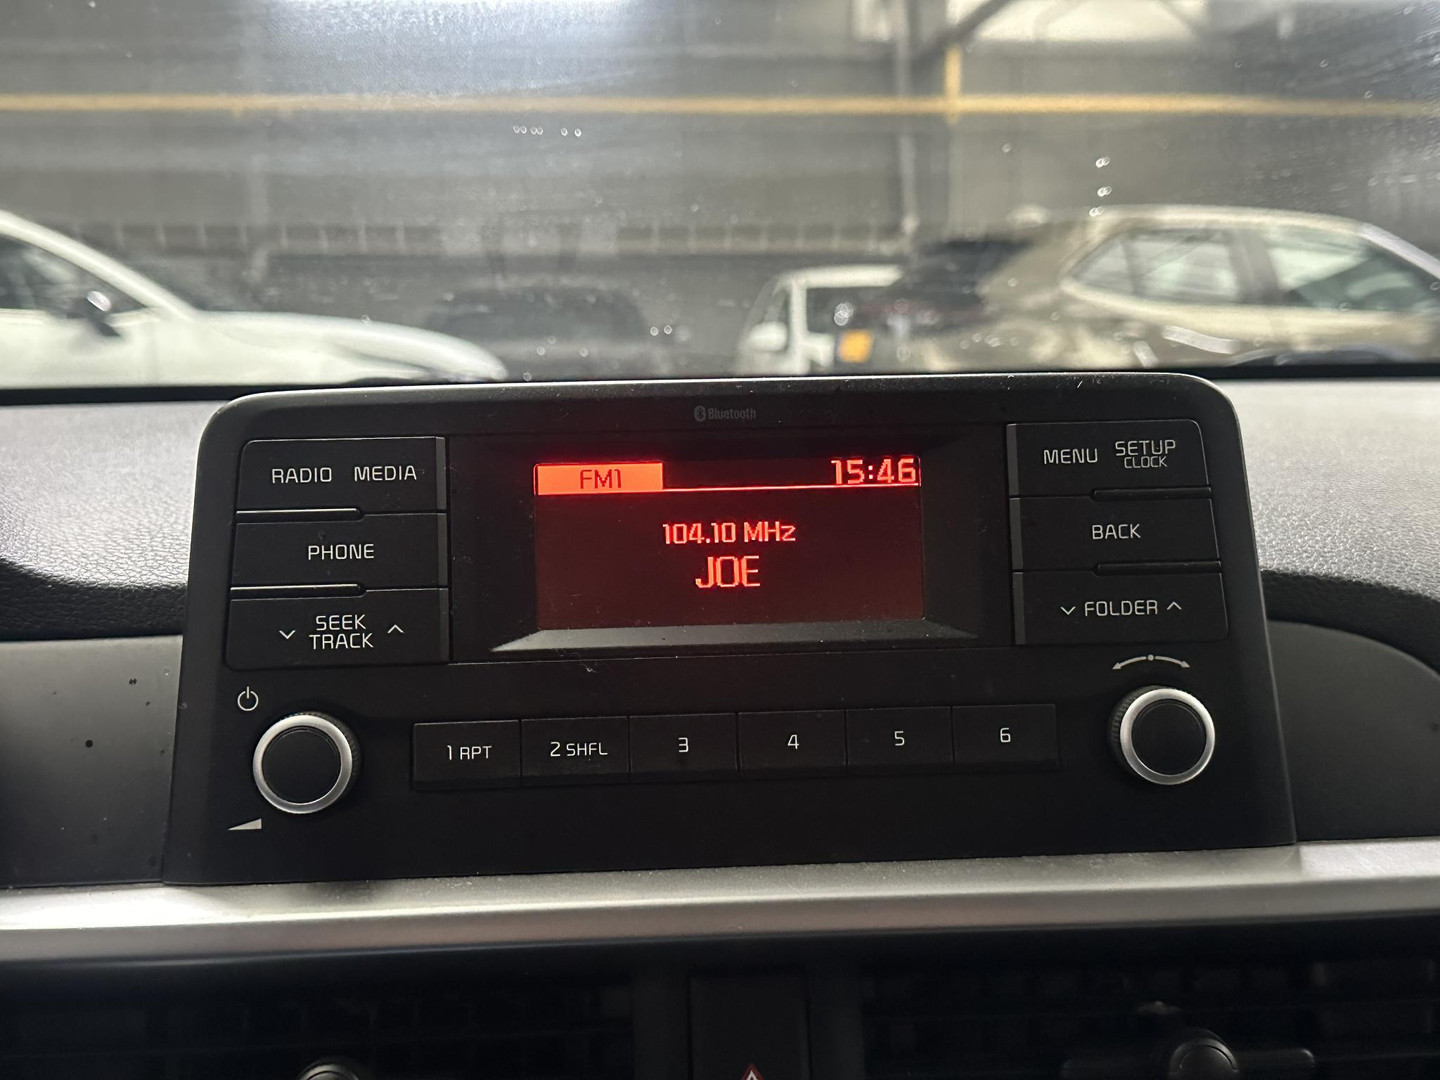 Bluetooth
RADIO MEDIA
PHONE
SEEK
TRACK
FM1 15:46
104.10 MHz
JOE
MENU SETUP
CLOCK
BACK
FOLDER
1 RPT 2 SHFL 3 4 5 6